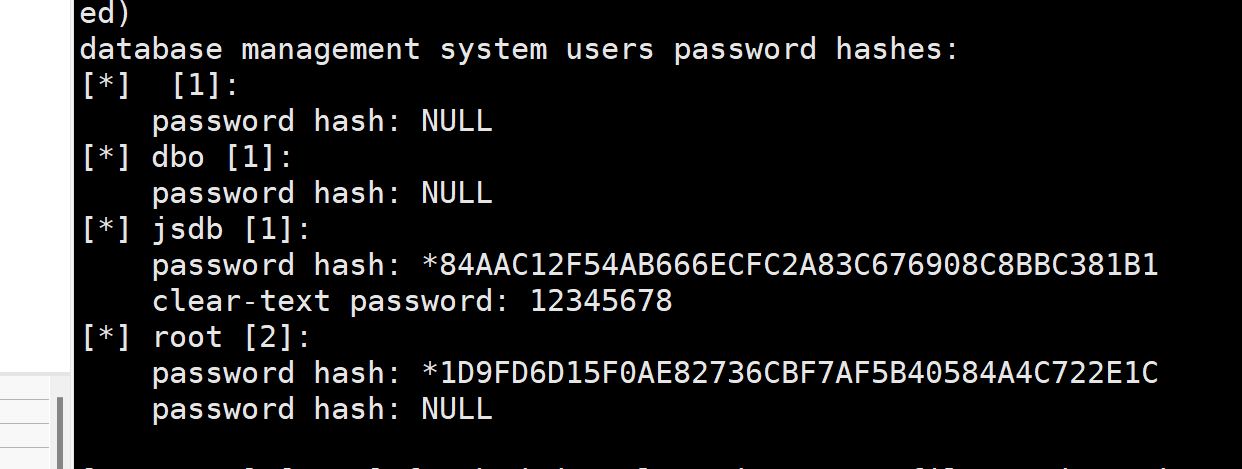 ed)
database management system users password hashes:
[*]  [1]:
    password hash: NULL
[*] dbo [1]:
    password hash: NULL
[*] jsdb [1]:
    password hash: *84AAC12F54AB666ECFC2A83C676908C8BBC381B1
    clear-text password: 12345678
[*] root [2]:
    password hash: *1D9FD6D15F0AE82736CBF7AF5B40584A4C722E1C
    password hash: NULL